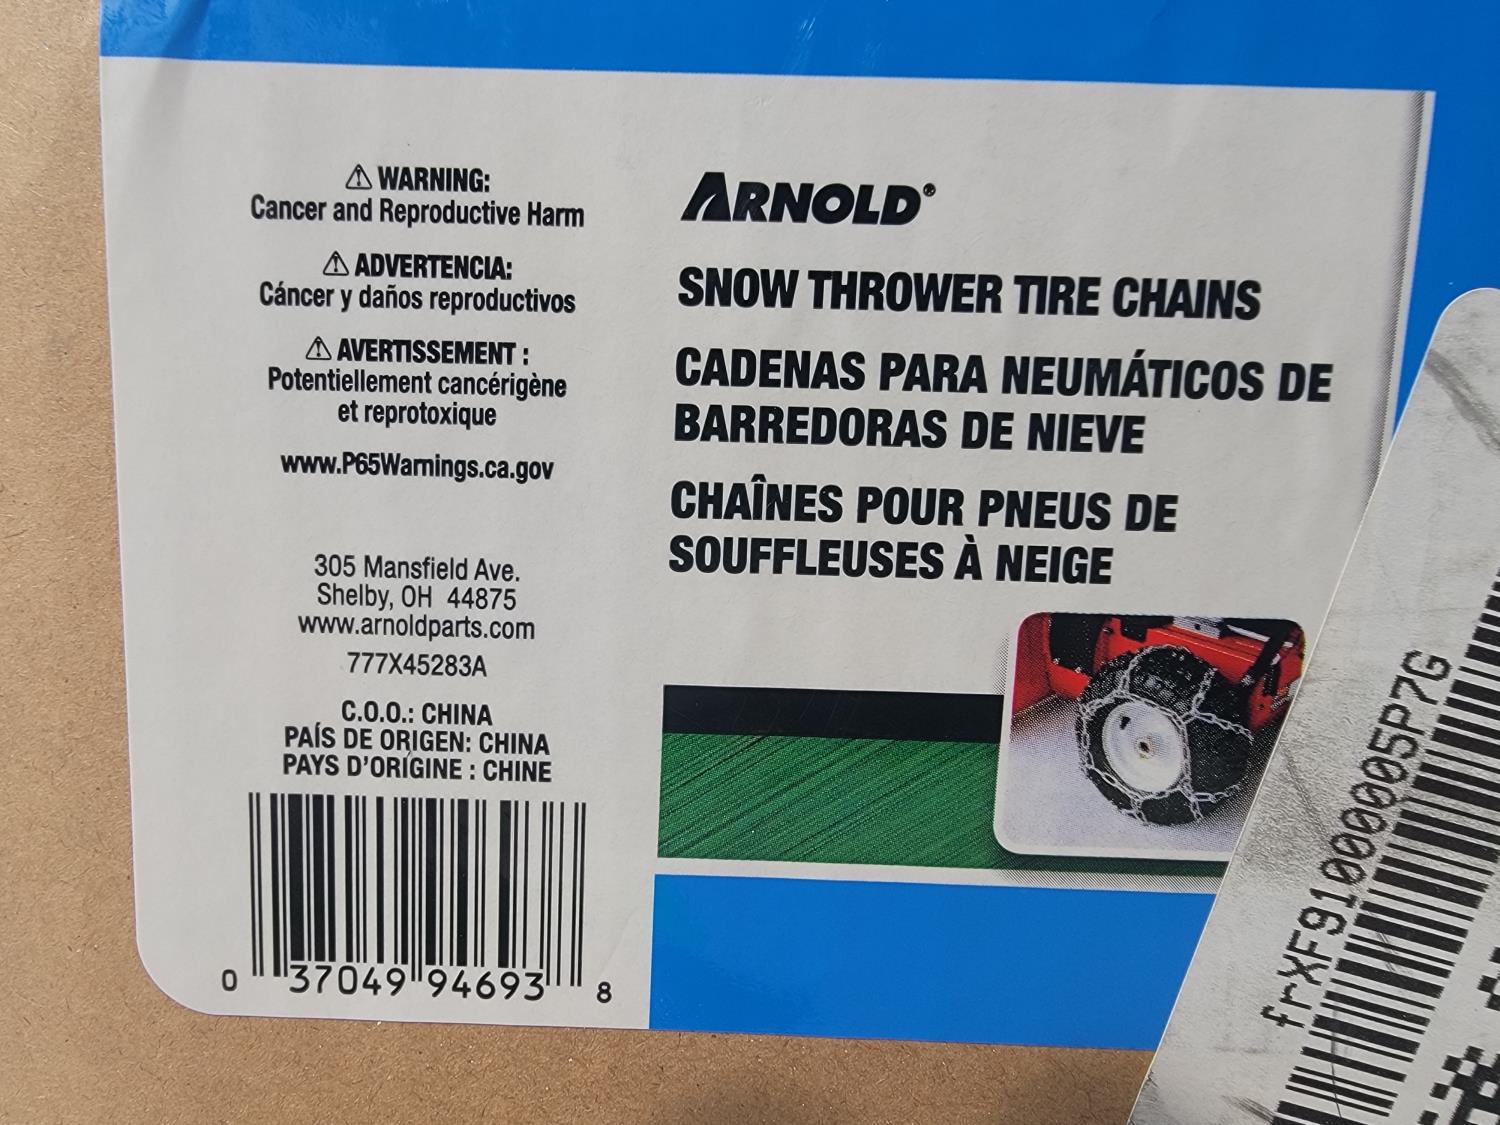 ⚠ WARNING:
Cancer and Reproductive Harm
⚠ ADVERTENCIA:
Cáncer y daños reproductivos
⚠ AVERTISSEMENT :
Potentiellement cancérigène
et reprotoxique
www.P65Warnings.ca.gov
305 Mansfield Ave.
Shelby, OH 44875
www.arnoldparts.com
777X45283A
C.O.O.: CHINA
PAÍS DE ORIGEN: CHINA
PAYS D'ORIGINE : CHINE
0 37049 94693 8
ARNOLD®
SNOW THROWER TIRE CHAINS
CADENAS PARA NEUMÁTICOS DE
BARREDORAS DE NIEVE
CHAÎNES POUR PNEUS DE
SOUFFLEUSES À NEIGE
frXF9100005P7G